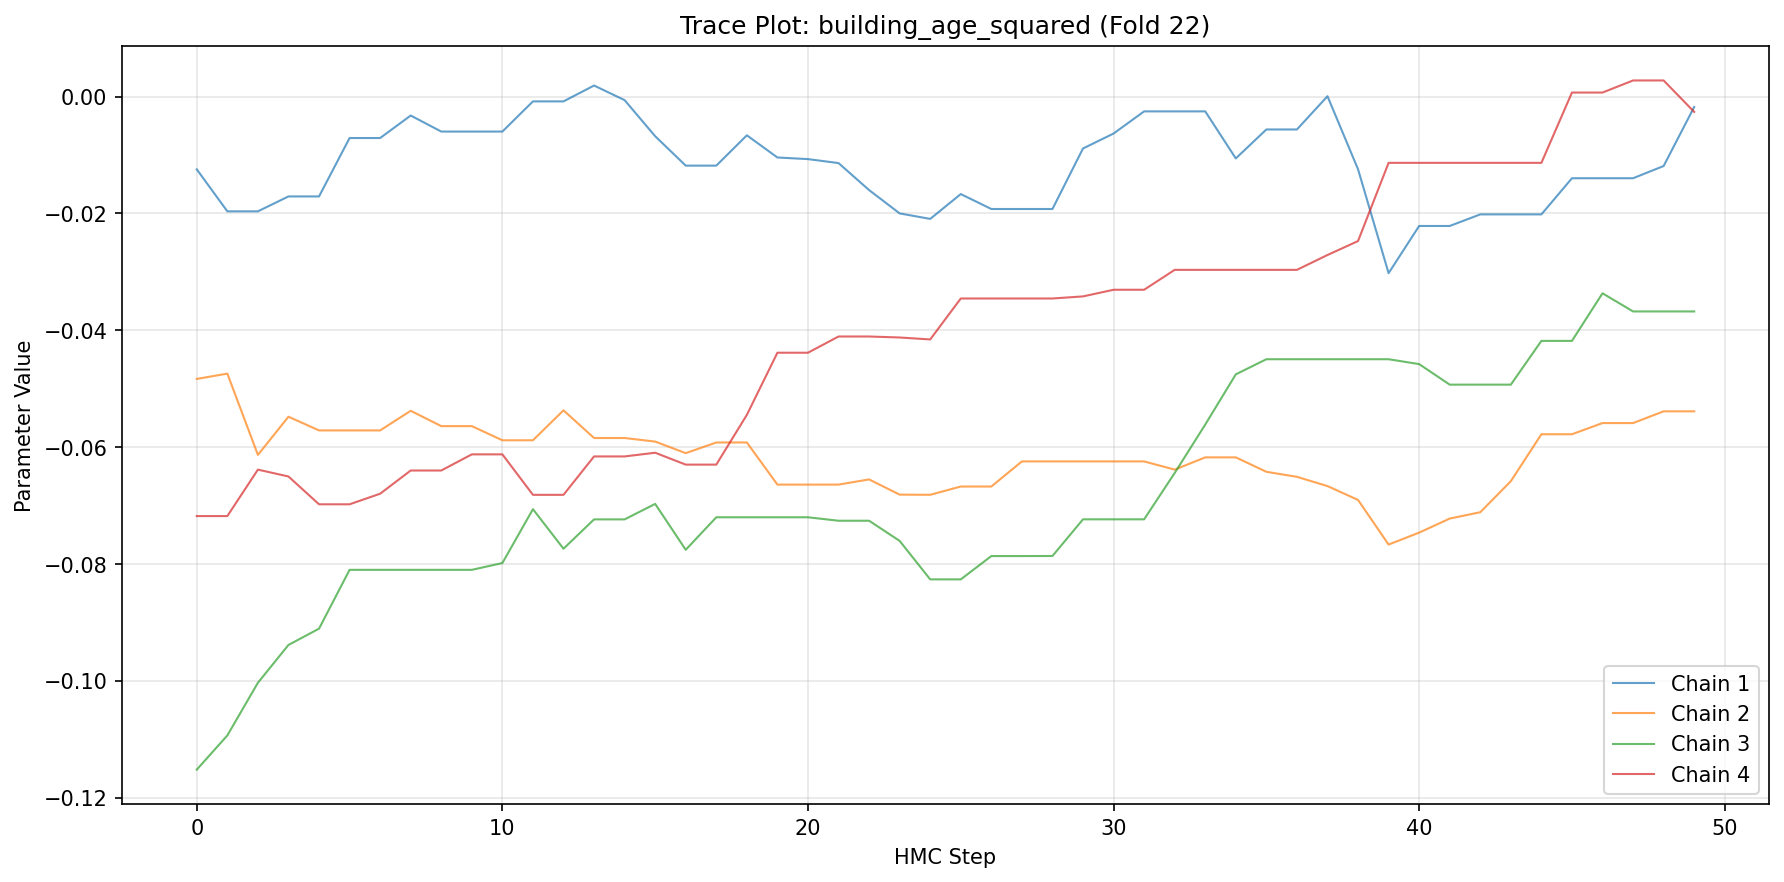 Trace Plot: building_age_squared (Fold 22)
0.00
−0.02
−0.04
−0.06
−0.08
−0.10
−0.12
Parameter Value
0 10 20 30 40 50
HMC Step
Chain 1
Chain 2
Chain 3
Chain 4